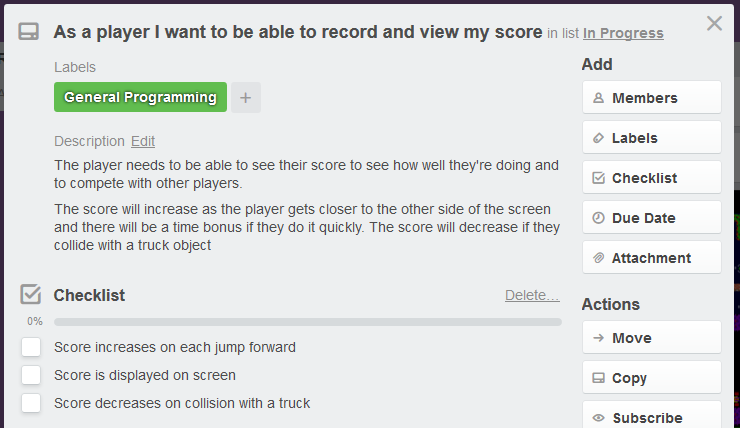 As a player I want to be able to record and view my score in list In Progress
Labels
General Programming +
Description Edit
The player needs to be able to see their score to see how well they're doing and
to compete with other players.
The score will increase as the player gets closer to the other side of the screen
and there will be a time bonus if they do it quickly. The score will decrease if they
collide with a truck object
Checklist Delete...
0%
Score increases on each jump forward
Score is displayed on screen
Score decreases on collision with a truck
Add
Members
Labels
Checklist
Due Date
Attachment
Actions
Move
Copy
Subscribe